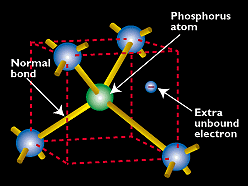 Phosphorus
atom
Normal
bond
Extra
unbound
electron